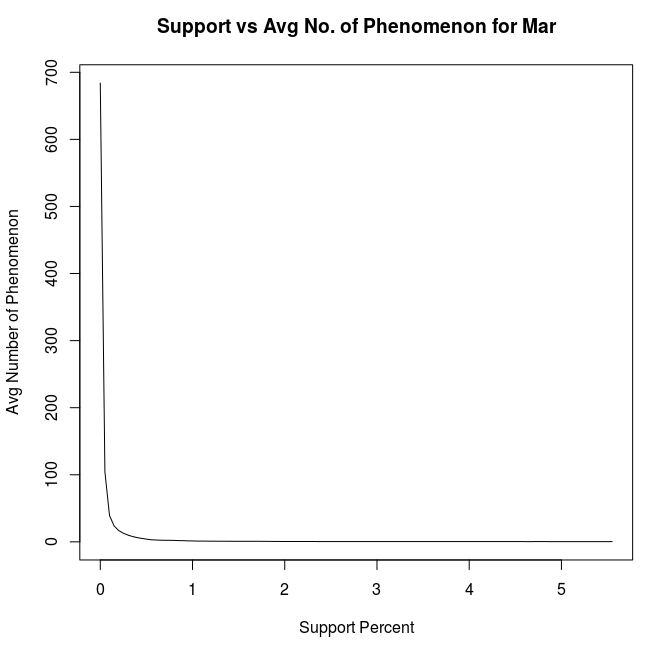 Support vs Avg No. of Phenomenon for Mar
Avg Number of Phenomenon
700
600
500
400
300
200
100
0
0 1 2 3 4 5
Support Percent